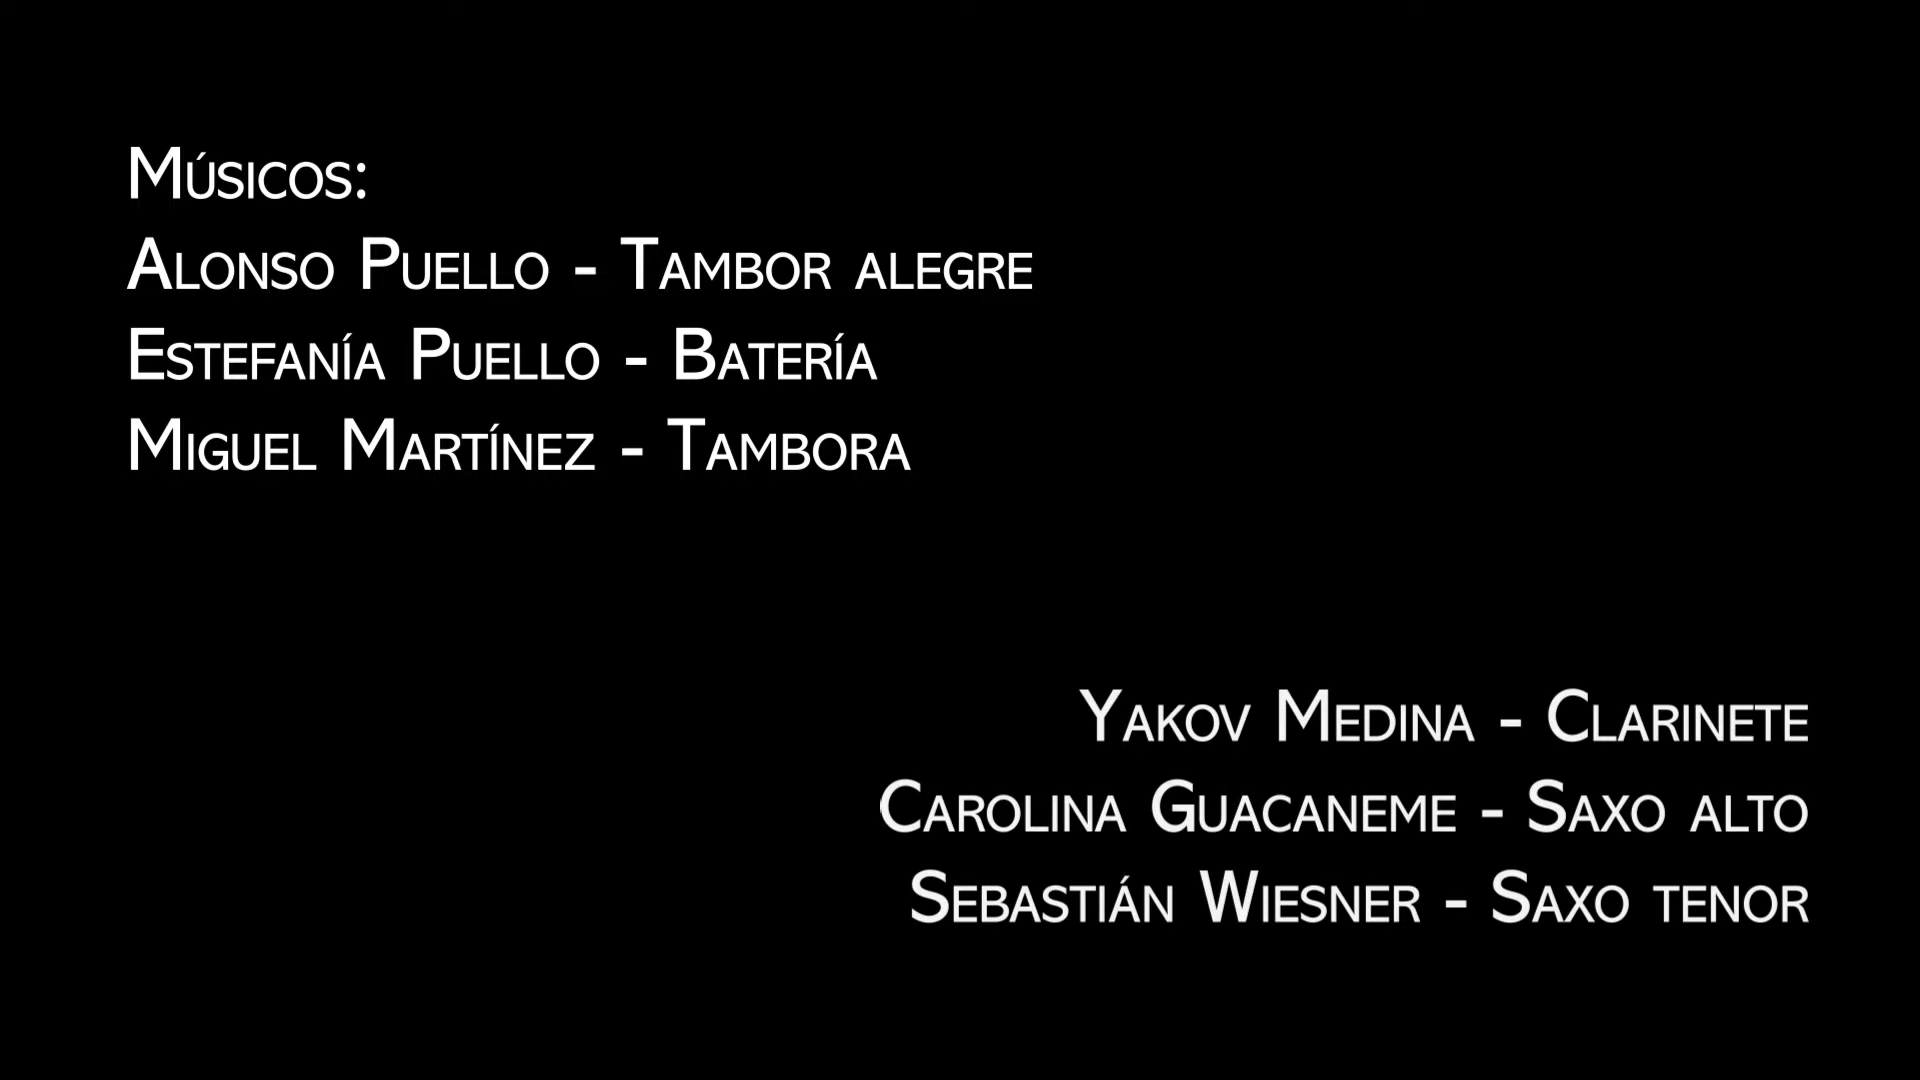 Músicos:
Alonso Puello - Tambor alegre
Estefanía Puello - Batería
Miguel Martínez - Tambora
Yakov Medina - Clarinete
Carolina Guacaneme - Saxo alto
Sebastián Wiesner - Saxo tenor